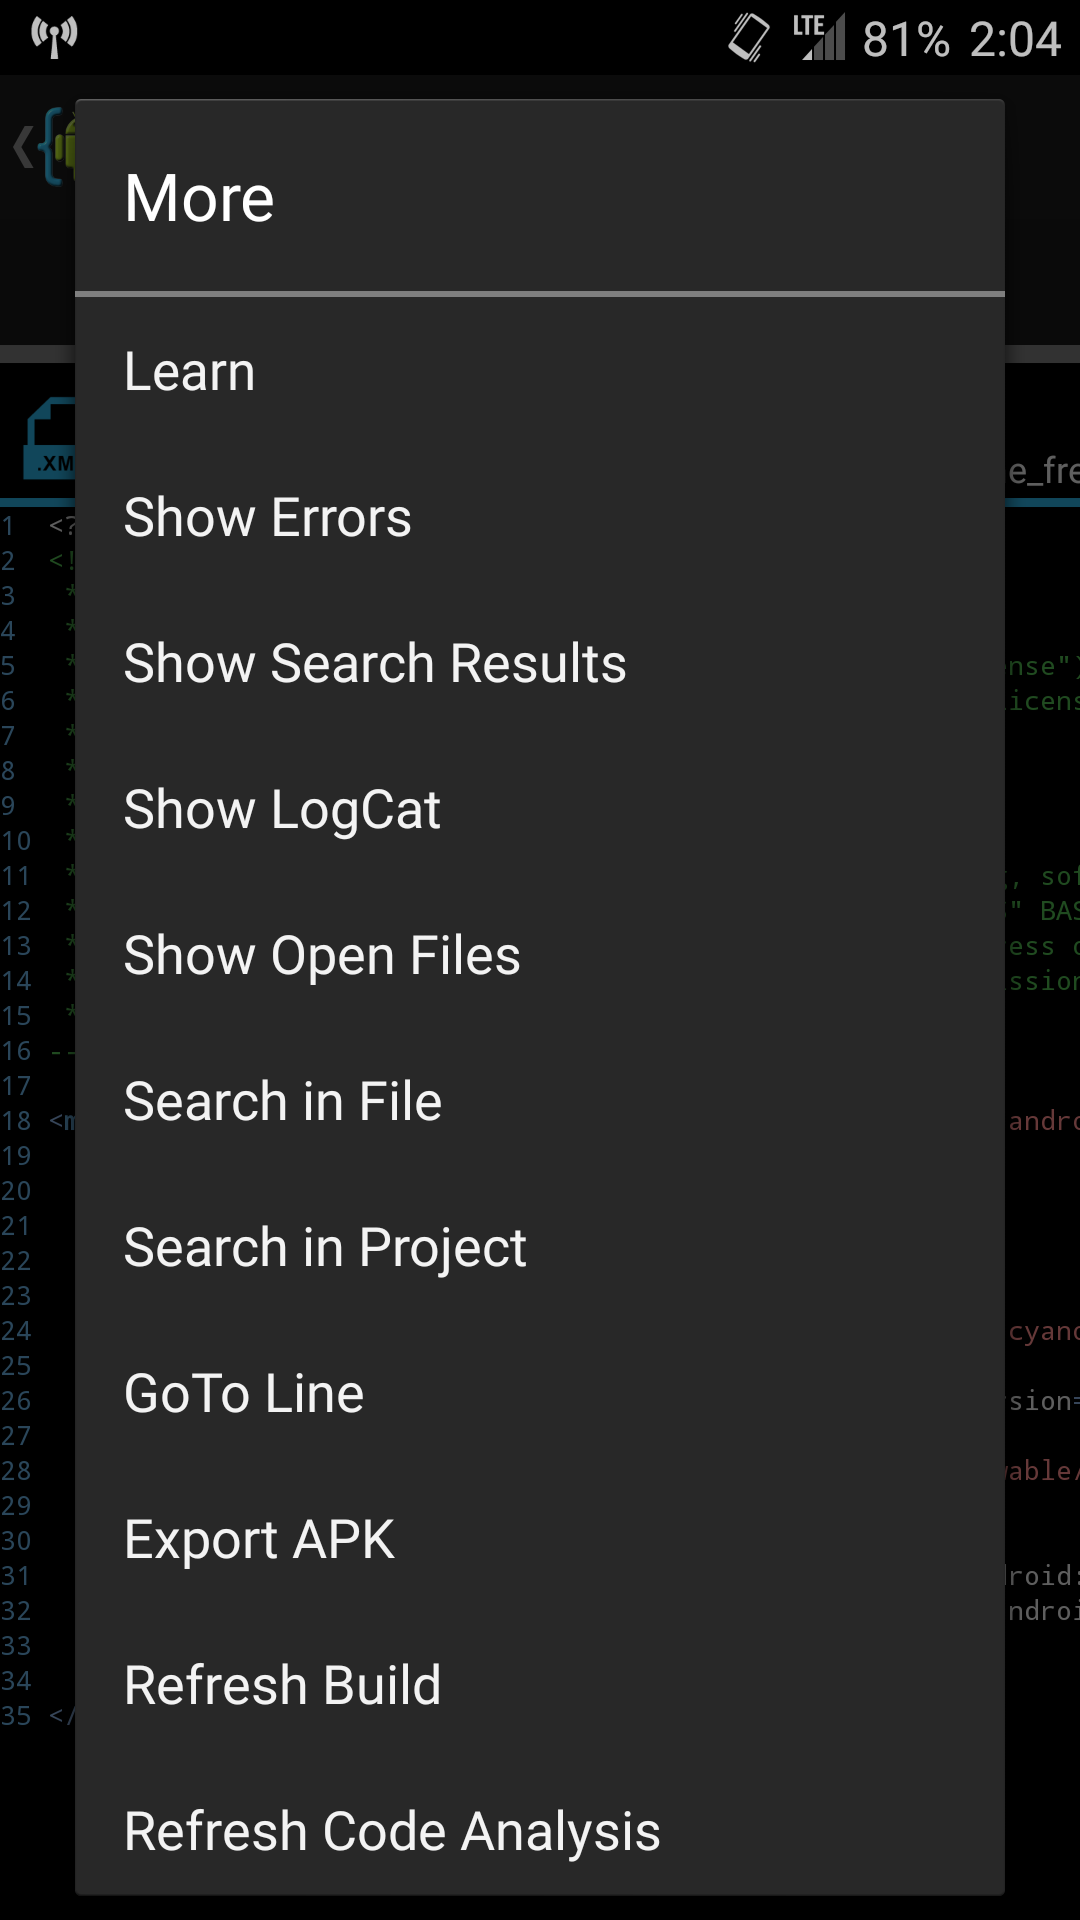 LTE 81% 2:04
More
Learn
Show Errors
Show Search Results
Show LogCat
Show Open Files
Search in File
Search in Project
GoTo Line
Export APK
Refresh Build
Refresh Code Analysis
.XM
e_fre
1 <?
2 <!
3 *
4 *
5 * nse")
6 * icens
7 *
8 *
9 *
10 *
11 * , sof
12 * " BAS
13 * ess
14 * ssion
15 *
16 --
17
18 <m andro
19
20
21
22
23
24 cyano
25
26 sion=
27
28 able/
29
30
31 roid:
32 ndroi
33
34
35 </